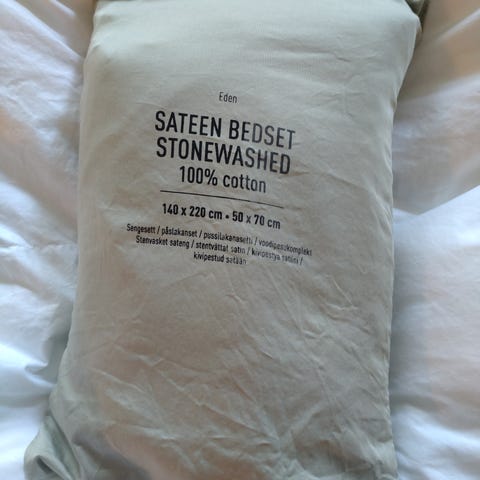 Eden
SATEEN BEDSET
STONEWASHED
100% cotton
140 x 220 cm • 50 x 70 cm
Sengesett / påslakanset / pussilakanasetti / voodipesukomplekt
Stenvasket sateng / stentvättat satin / kivipestyä satiini /
kivipestud satään